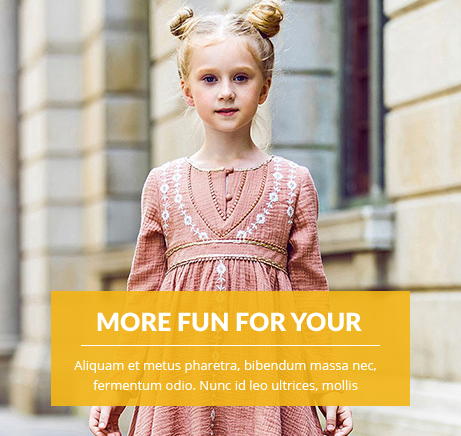 MORE FUN FOR YOUR
Aliquam et metus pharetra, bibendum massa nec,
fermentum odio. Nunc id leo ultrices, mollis